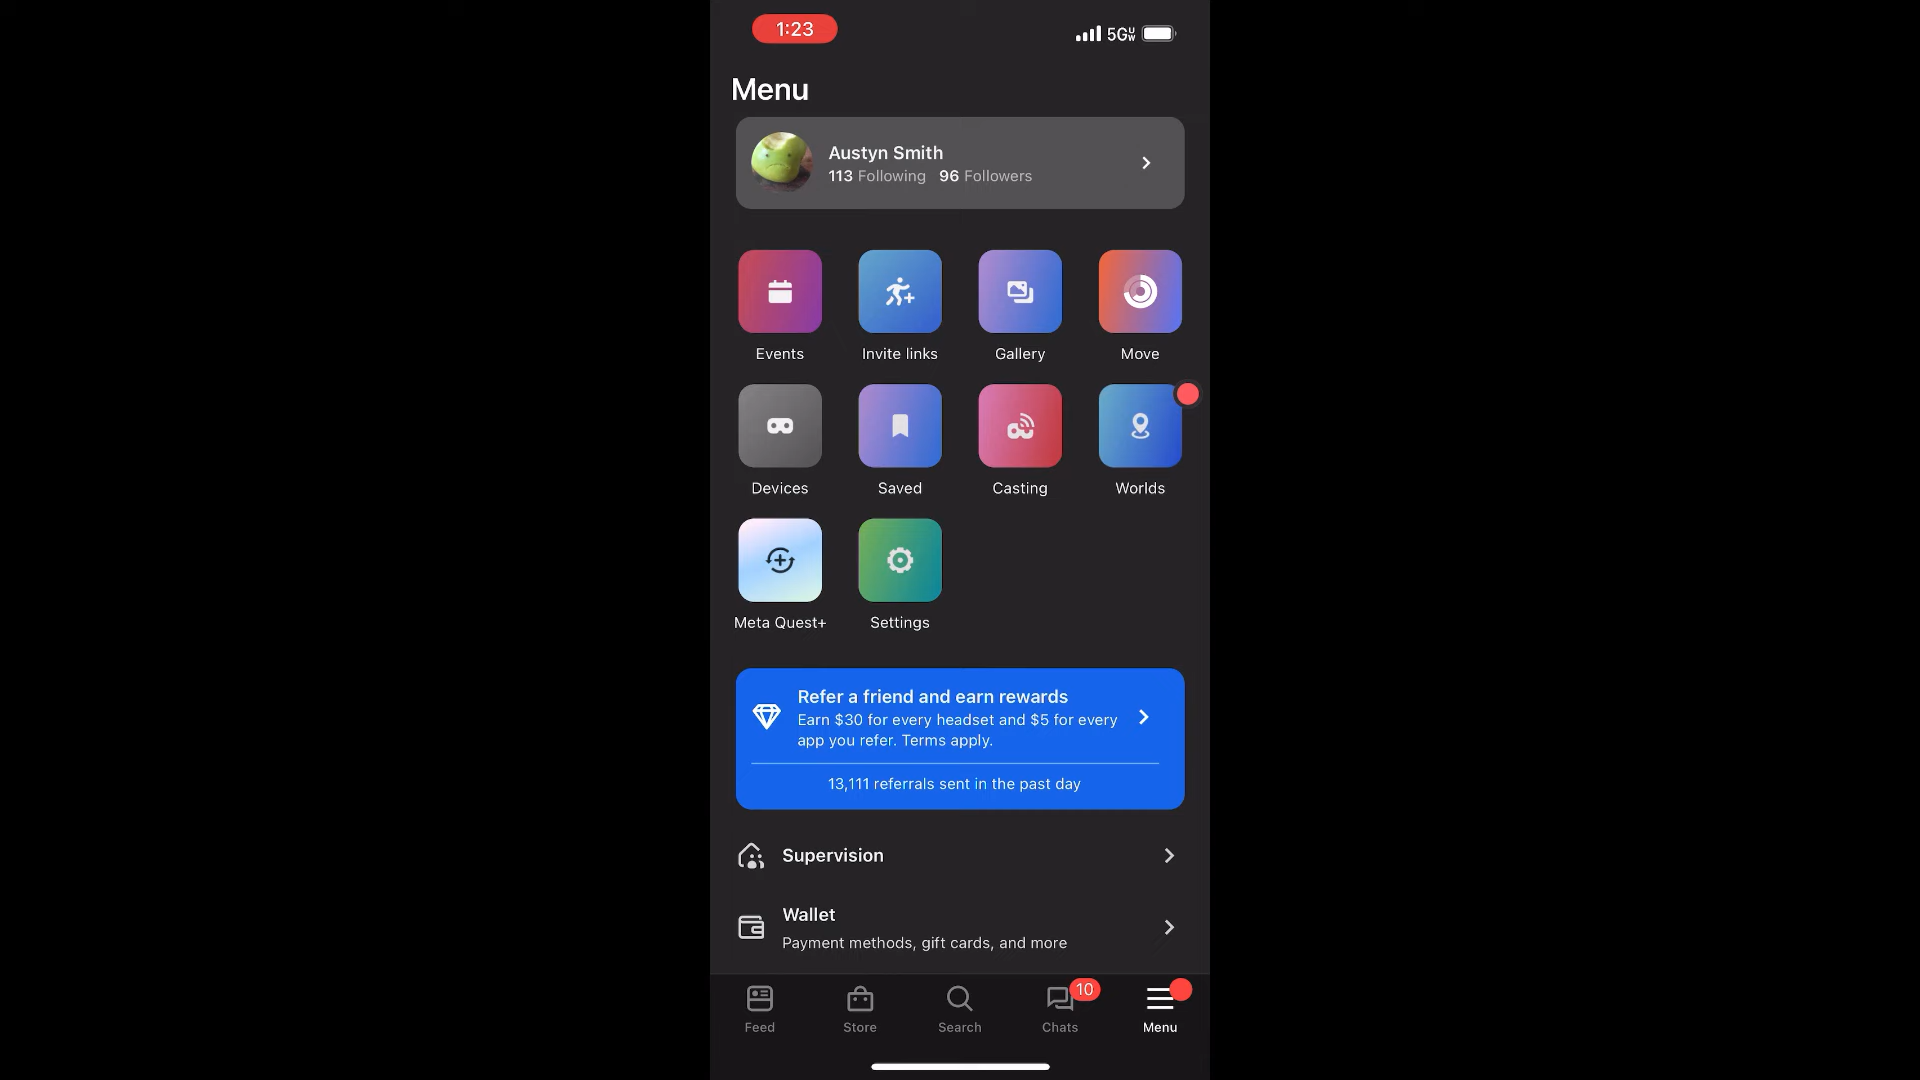 1:23
5GUW
Menu
Austyn Smith
113 Following 96 Followers
Events
Invite links
Gallery
Move
Devices
Saved
Casting
Worlds
Meta Quest+
Settings
Refer a friend and earn rewards
Earn $30 for every headset and $5 for every
app you refer. Terms apply.
13,111 referrals sent in the past day
Supervision
Wallet
Payment methods, gift cards, and more
10
Feed
Store
Search
Chats
Menu